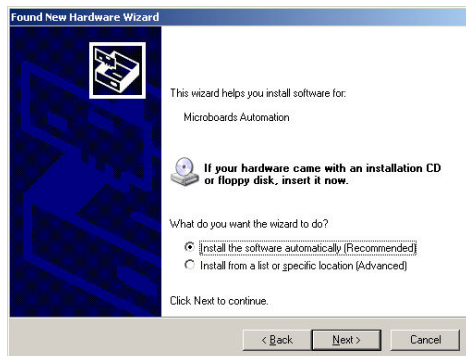 Found New Hardware Wizard
This wizard helps you install software for:
Microboards Automation
If your hardware came with an installation CD
or floppy disk, insert it now.
What do you want the wizard to do?
Install the software automatically (Recommended)
Install from a list or specific location (Advanced)
Click Next to continue.
< Back
Next >
Cancel